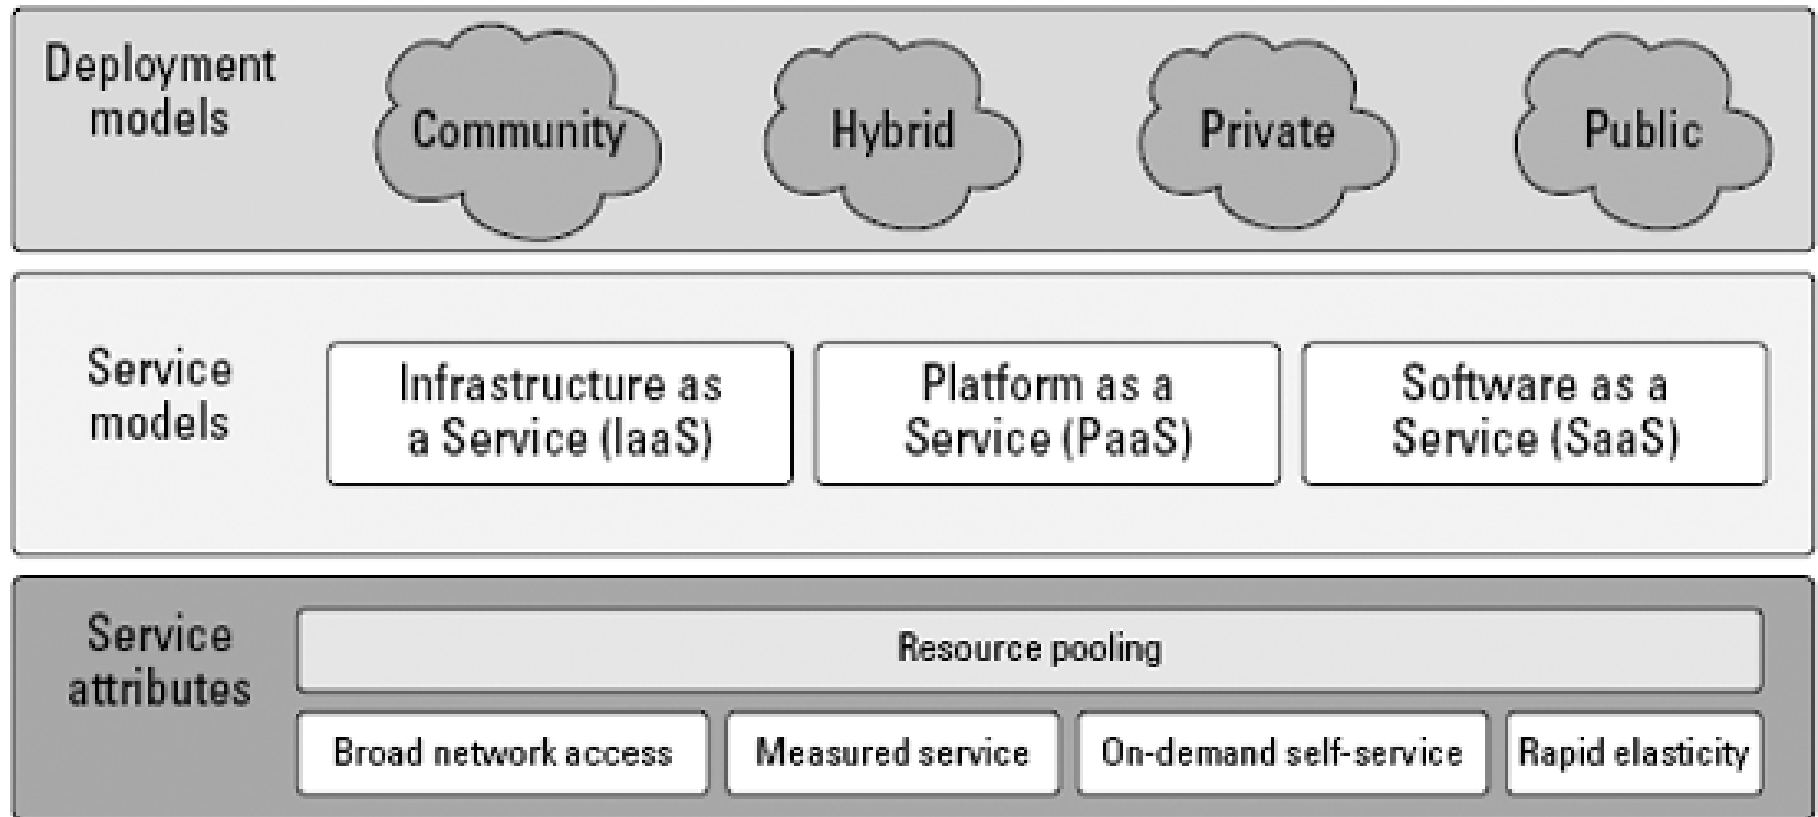 Deployment
models
Community
Hybrid
Private
Public
Service
models
Infrastructure as
a Service (IaaS)
Platform as a
Service (PaaS)
Software as a
Service (SaaS)
Service
attributes
Resource pooling
Broad network access
Measured service
On-demand self-service
Rapid elasticity